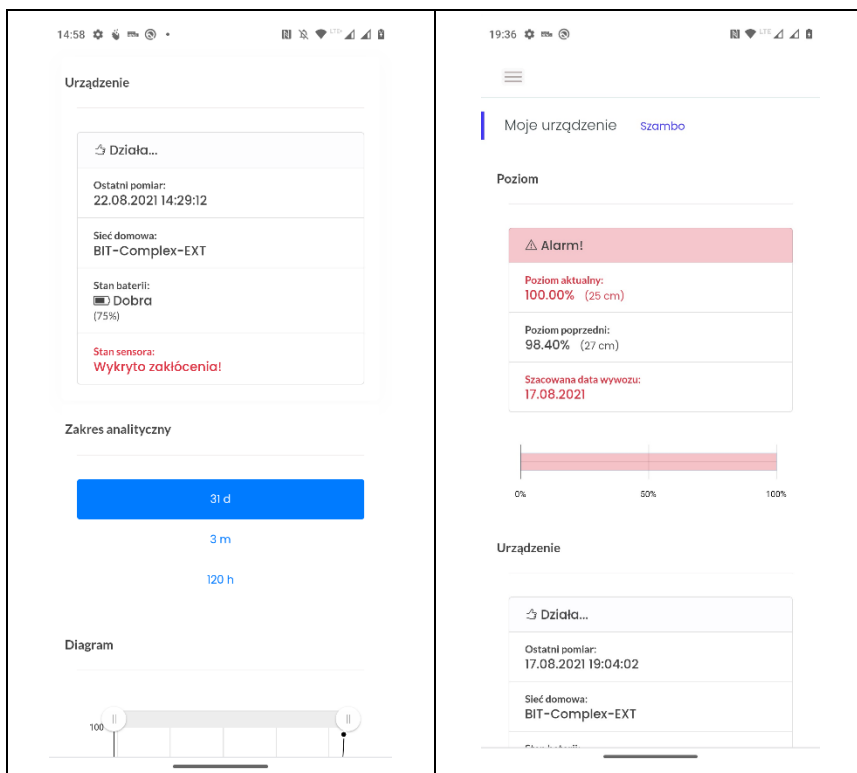 14:58
Urządzenie
Działa...
Ostatni pomiar:
22.08.2021 14:29:12
Sieć domowa:
BIT-Complex-EXT
Stan baterii:
Dobra
(75%)
Stan sensora:
Wykryto zakłócenia!
Zakres analityczny
31 d
3 m
120 h
Diagram
100
19:36 LTE
Moje urządzenie Szambo
Poziom
Alarm!
Poziom aktualny:
100.00% (25 cm)
Poziom poprzedni:
98.40% (27 cm)
Szacowana data wywozu:
17.08.2021
0% 50% 100%
Urządzenie
Działa...
Ostatni pomiar:
17.08.2021 19:04:02
Sieć domowa:
BIT-Complex-EXT
Stan baterii: